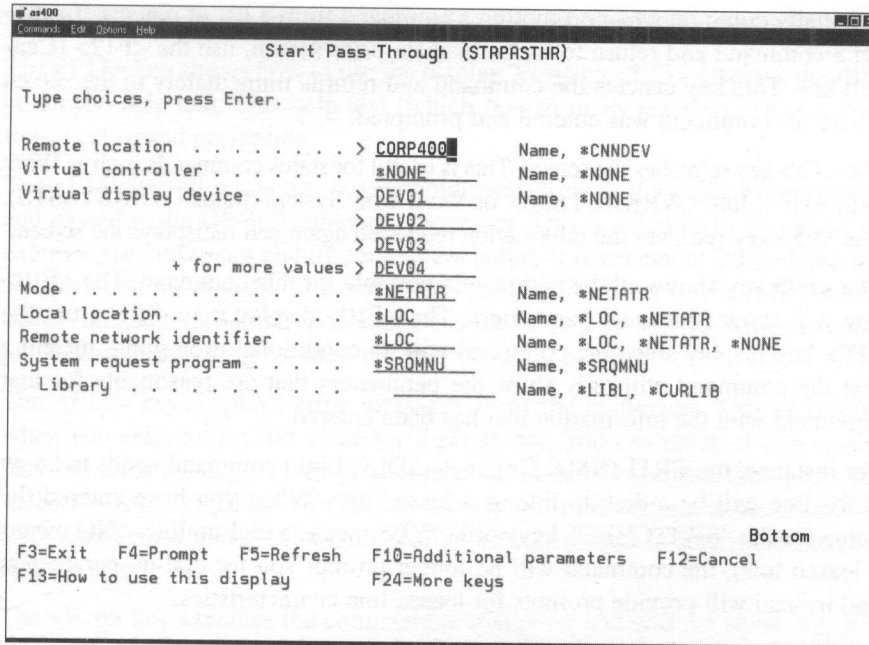 as400
Commands Edit Options Help
Start Pass-Through (STRPASTHR)
Type choices, press Enter.
Remote location . . . . . . . . . . . > CORP400 Name, *CNNDEV
Virtual controller . . . . . . . . . . *NONE Name, *NONE
Virtual display device . . . . . . . > DEV01 Name, *NONE
> DEV02
> DEV03
+ for more values > DEV04
Mode . . . . . . . . . . . . . . . . . *NETATR Name, *NETATR
Local location . . . . . . . . . . . . *LOC Name, *LOC, *NETATR
Remote network identifier . . . . . . *LOC Name, *LOC, *NETATR, *NONE
System request program . . . . . . . . *SRQMNU Name, *SRQMNU
Library . . . . . . . . . . . . . . . Name, *LIBL, *CURLIB
Bottom
F3=Exit F4=Prompt F5=Refresh F10=Additional parameters F12=Cancel
F13=How to use this display F24=More keys